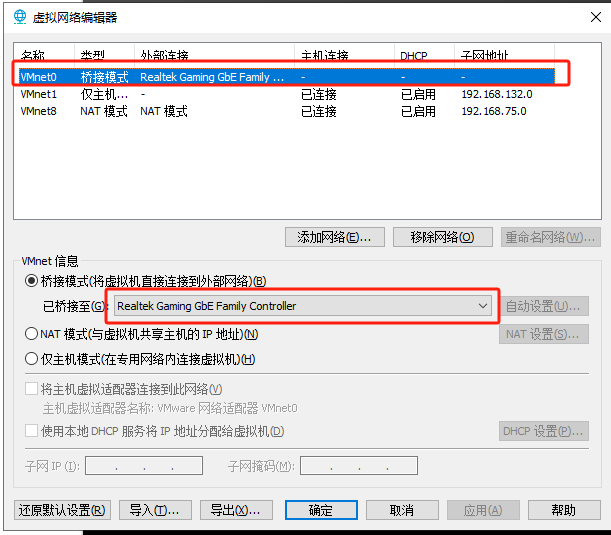 虚拟网络编辑器
名称 类型 外部连接 主机连接 DHCP 子网地址
VMnet0 桥接模式 Realtek Gaming GbE Family ... - - -
VMnet1 仅主机... - 已连接 已启用 192.168.132.0
VMnet8 NAT 模式 NAT 模式 已连接 已启用 192.168.75.0
添加网络(E)... 移除网络(O) 重命名网络(W)...
VMnet 信息
桥接模式(将虚拟机直接连接到外部网络)(B)
已桥接至(G): Realtek Gaming GbE Family Controller 自动设置(U)...
NAT 模式(与虚拟机共享主机的 IP 地址)(N) NAT 设置(S)...
仅主机模式(在专用网络内连接虚拟机)(H)
将主机虚拟适配器连接到此网络(V)
主机虚拟适配器名称: VMware 网络适配器 VMnet0
使用本地 DHCP 服务将 IP 地址分配给虚拟机(D) DHCP 设置(P)...
子网 IP (I): . . . 子网掩码(M): . . .
还原默认设置(R) 导入(T)... 导出(X)... 确定 取消 应用(A) 帮助